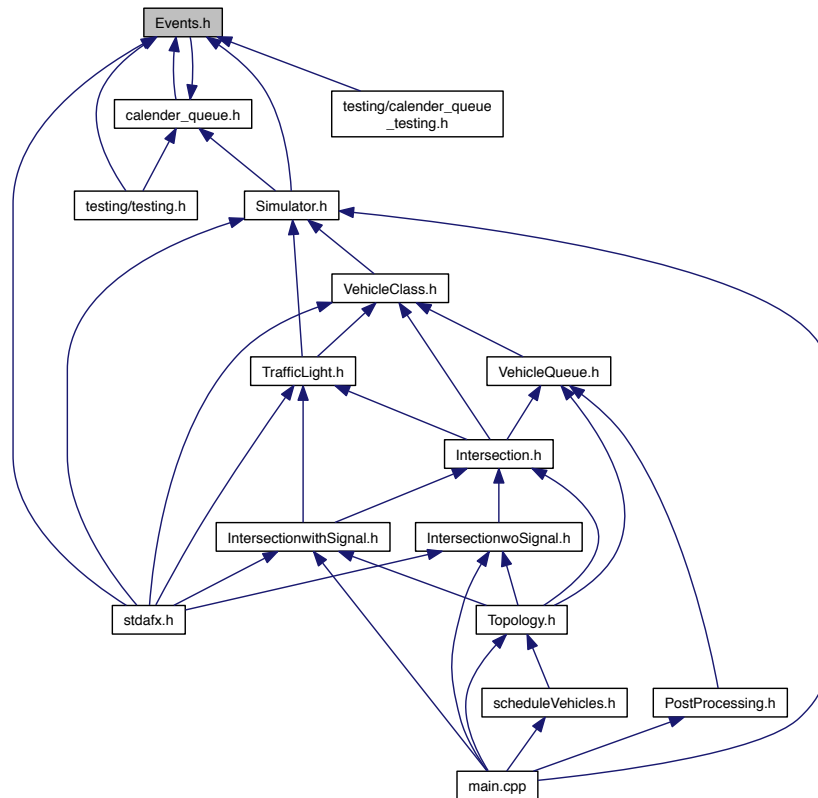 Events.h
calender_queue.h
testing/calender_queue
_testing.h
testing/testing.h
Simulator.h
VehicleClass.h
TrafficLight.h
VehicleQueue.h
Intersection.h
IntersectionwithSignal.h
IntersectionwoSignal.h
stdafx.h
Topology.h
scheduleVehicles.h
PostProcessing.h
main.cpp